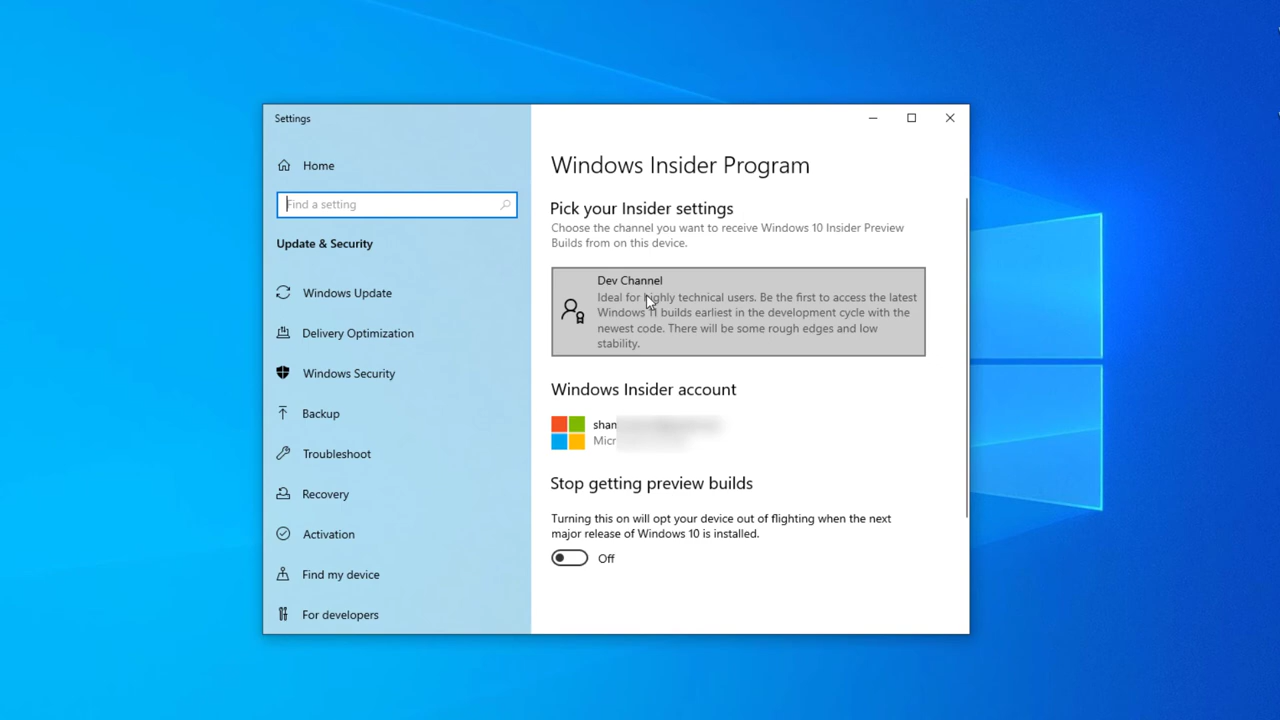 Settings
Home
Find a setting
Update & Security
Windows Update
Delivery Optimization
Windows Security
Backup
Troubleshoot
Recovery
Activation
Find my device
For developers
Windows Insider Program
Pick your Insider settings
Choose the channel you want to receive Windows 10 Insider Preview
Builds from on this device.
Dev Channel
Ideal for highly technical users. Be the first to access the latest
Windows 11 builds earliest in the development cycle with the
newest code. There will be some rough edges and low
stability.
Windows Insider account
shan
Micr
Stop getting preview builds
Turning this on will opt your device out of flighting when the next
major release of Windows 10 is installed.
Off